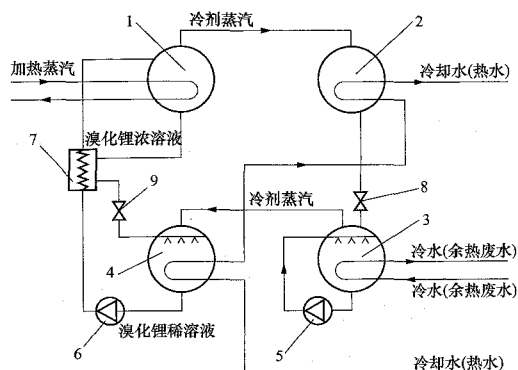 冷剂蒸汽
1
2
加热蒸汽
冷却水(热水)
溴化锂浓溶液
7
9
8
冷剂蒸汽
3
4
冷水(余热废水)
冷水(余热废水)
溴化锂稀溶液
6
5
冷却水(热水)